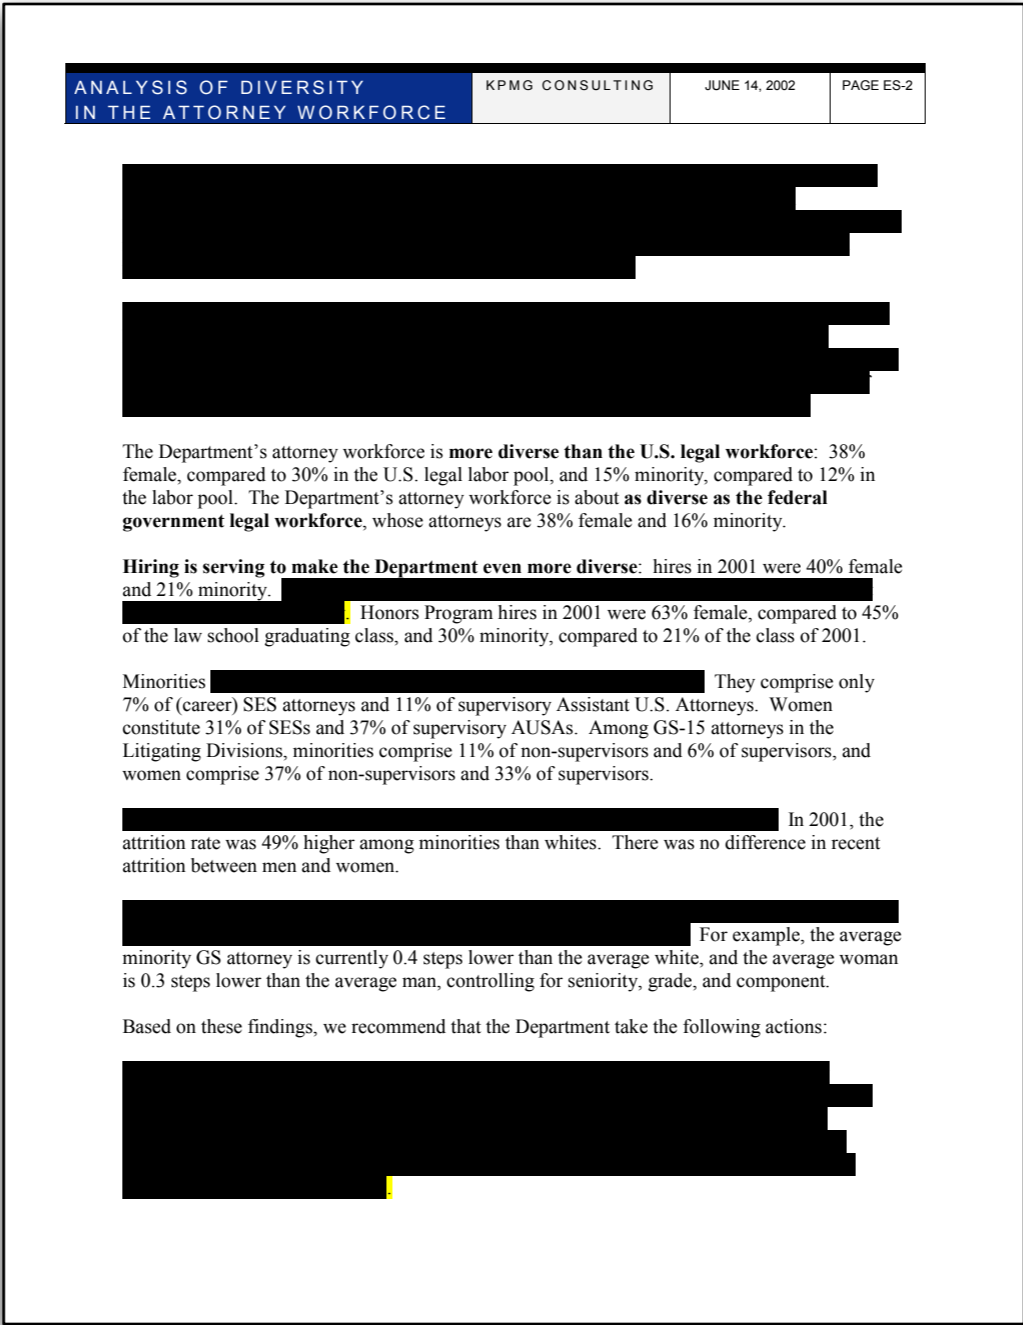 ANALYSIS OF DIVERSITY
IN THE ATTORNEY WORKFORCE
KPMG CONSULTING
JUNE 14, 2002
PAGE ES-2
The Department’s attorney workforce is more diverse than the U.S. legal workforce:  38%
female, compared to 30% in the U.S. legal labor pool, and 15% minority, compared to 12% in
the labor pool.  The Department’s attorney workforce is about as diverse as the federal
government legal workforce, whose attorneys are 38% female and 16% minority.
Hiring is serving to make the Department even more diverse:  hires in 2001 were 40% female
and 21% minority.
. Honors Program hires in 2001 were 63% female, compared to 45%
of the law school graduating class, and 30% minority, compared to 21% of the class of 2001.
Minorities They comprise only
7% of (career) SES attorneys and 11% of supervisory Assistant U.S. Attorneys.  Women
constitute 31% of SESs and 37% of supervisory AUSAs.  Among GS-15 attorneys in the
Litigating Divisions, minorities comprise 11% of non-supervisors and 6% of supervisors, and
women comprise 37% of non-supervisors and 33% of supervisors.
In 2001, the
attrition rate was 49% higher among minorities than whites.  There was no difference in recent
attrition between men and women.
For example, the average
minority GS attorney is currently 0.4 steps lower than the average white, and the average woman
is 0.3 steps lower than the average man, controlling for seniority, grade, and component.
Based on these findings, we recommend that the Department take the following actions:
.